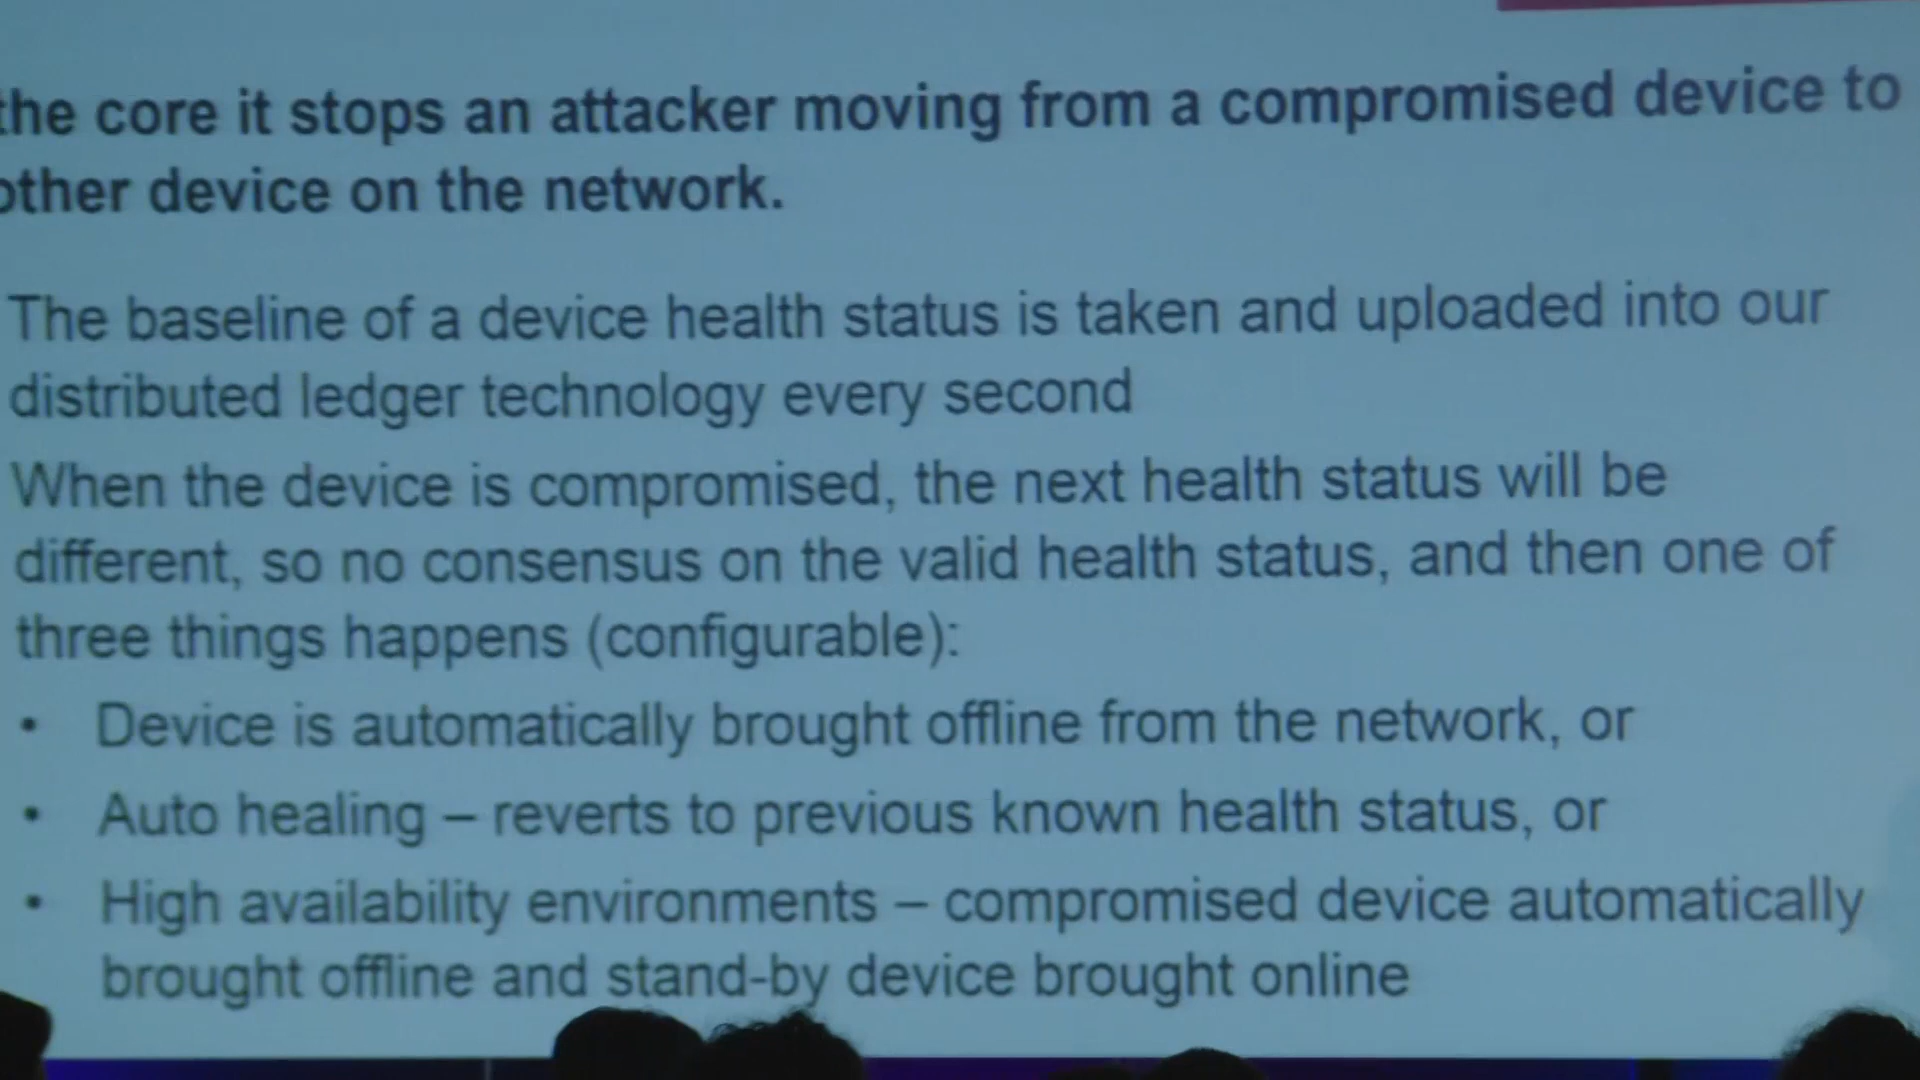 the core it stops an attacker moving from a compromised device to
other device on the network.
The baseline of a device health status is taken and uploaded into our
distributed ledger technology every second
When the device is compromised, the next health status will be
different, so no consensus on the valid health status, and then one of
three things happens (configurable):
• Device is automatically brought offline from the network, or
• Auto healing – reverts to previous known health status, or
• High availability environments – compromised device automatically
brought offline and stand-by device brought online